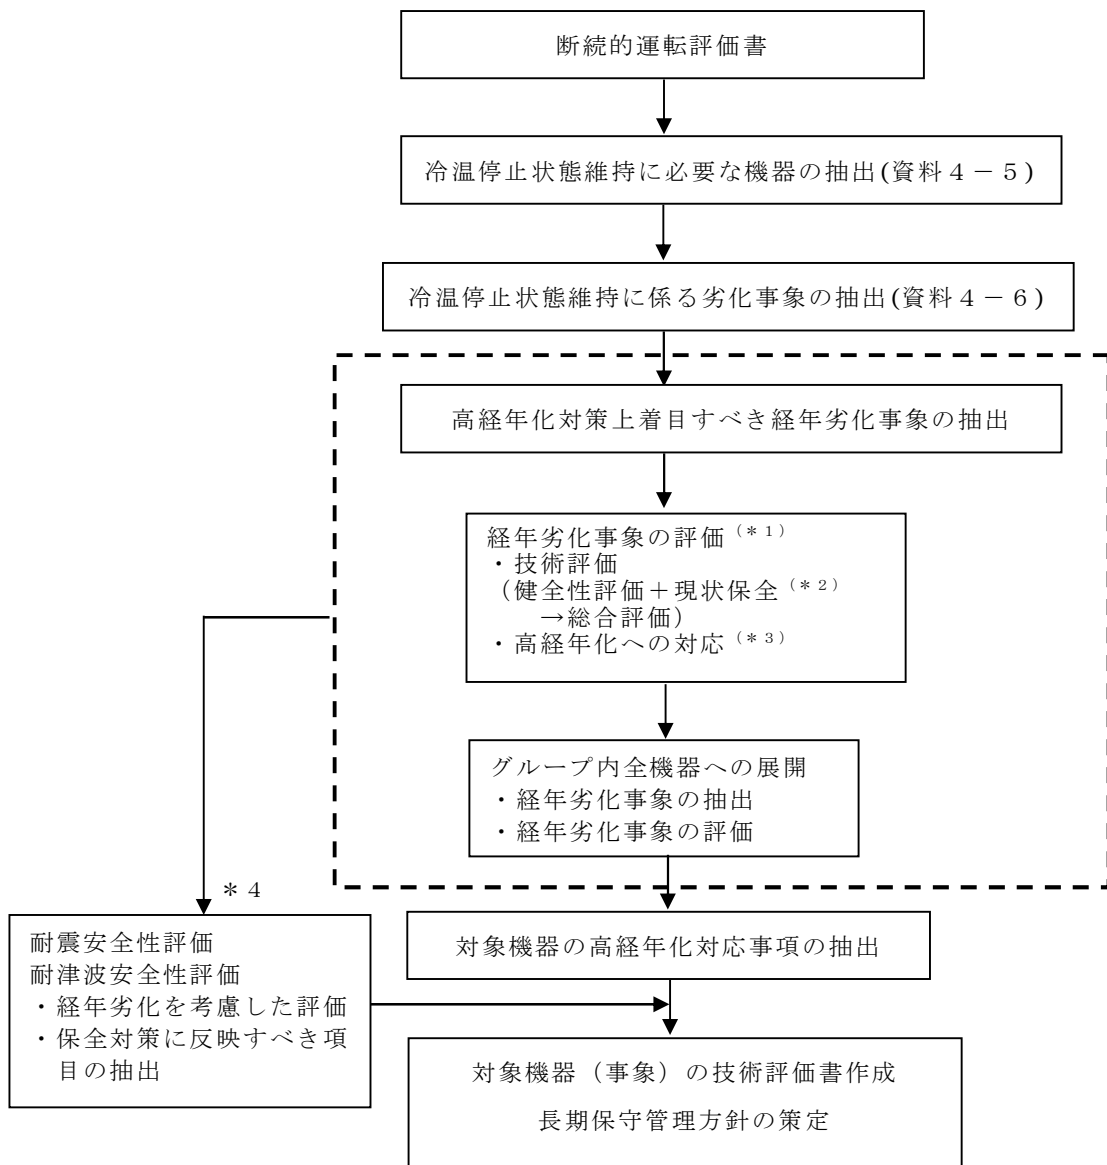 断続的運転評価書
冷温停止状態維持に必要な機器の抽出(資料４－５)
冷温停止状態維持に係る劣化事象の抽出(資料４－６)
高経年化対策上着目すべき経年劣化事象の抽出
経年劣化事象の評価(＊１)
・技術評価
（健全性評価＋現状保全(＊２)
→総合評価）
・高経年化への対応(＊３)
グループ内全機器への展開
・経年劣化事象の抽出
・経年劣化事象の評価
＊４
耐震安全性評価
耐津波安全性評価
・経年劣化を考慮した評価
・保全対策に反映すべき項
目の抽出
対象機器の高経年化対応事項の抽出
対象機器（事象）の技術評価書作成
長期保守管理方針の策定